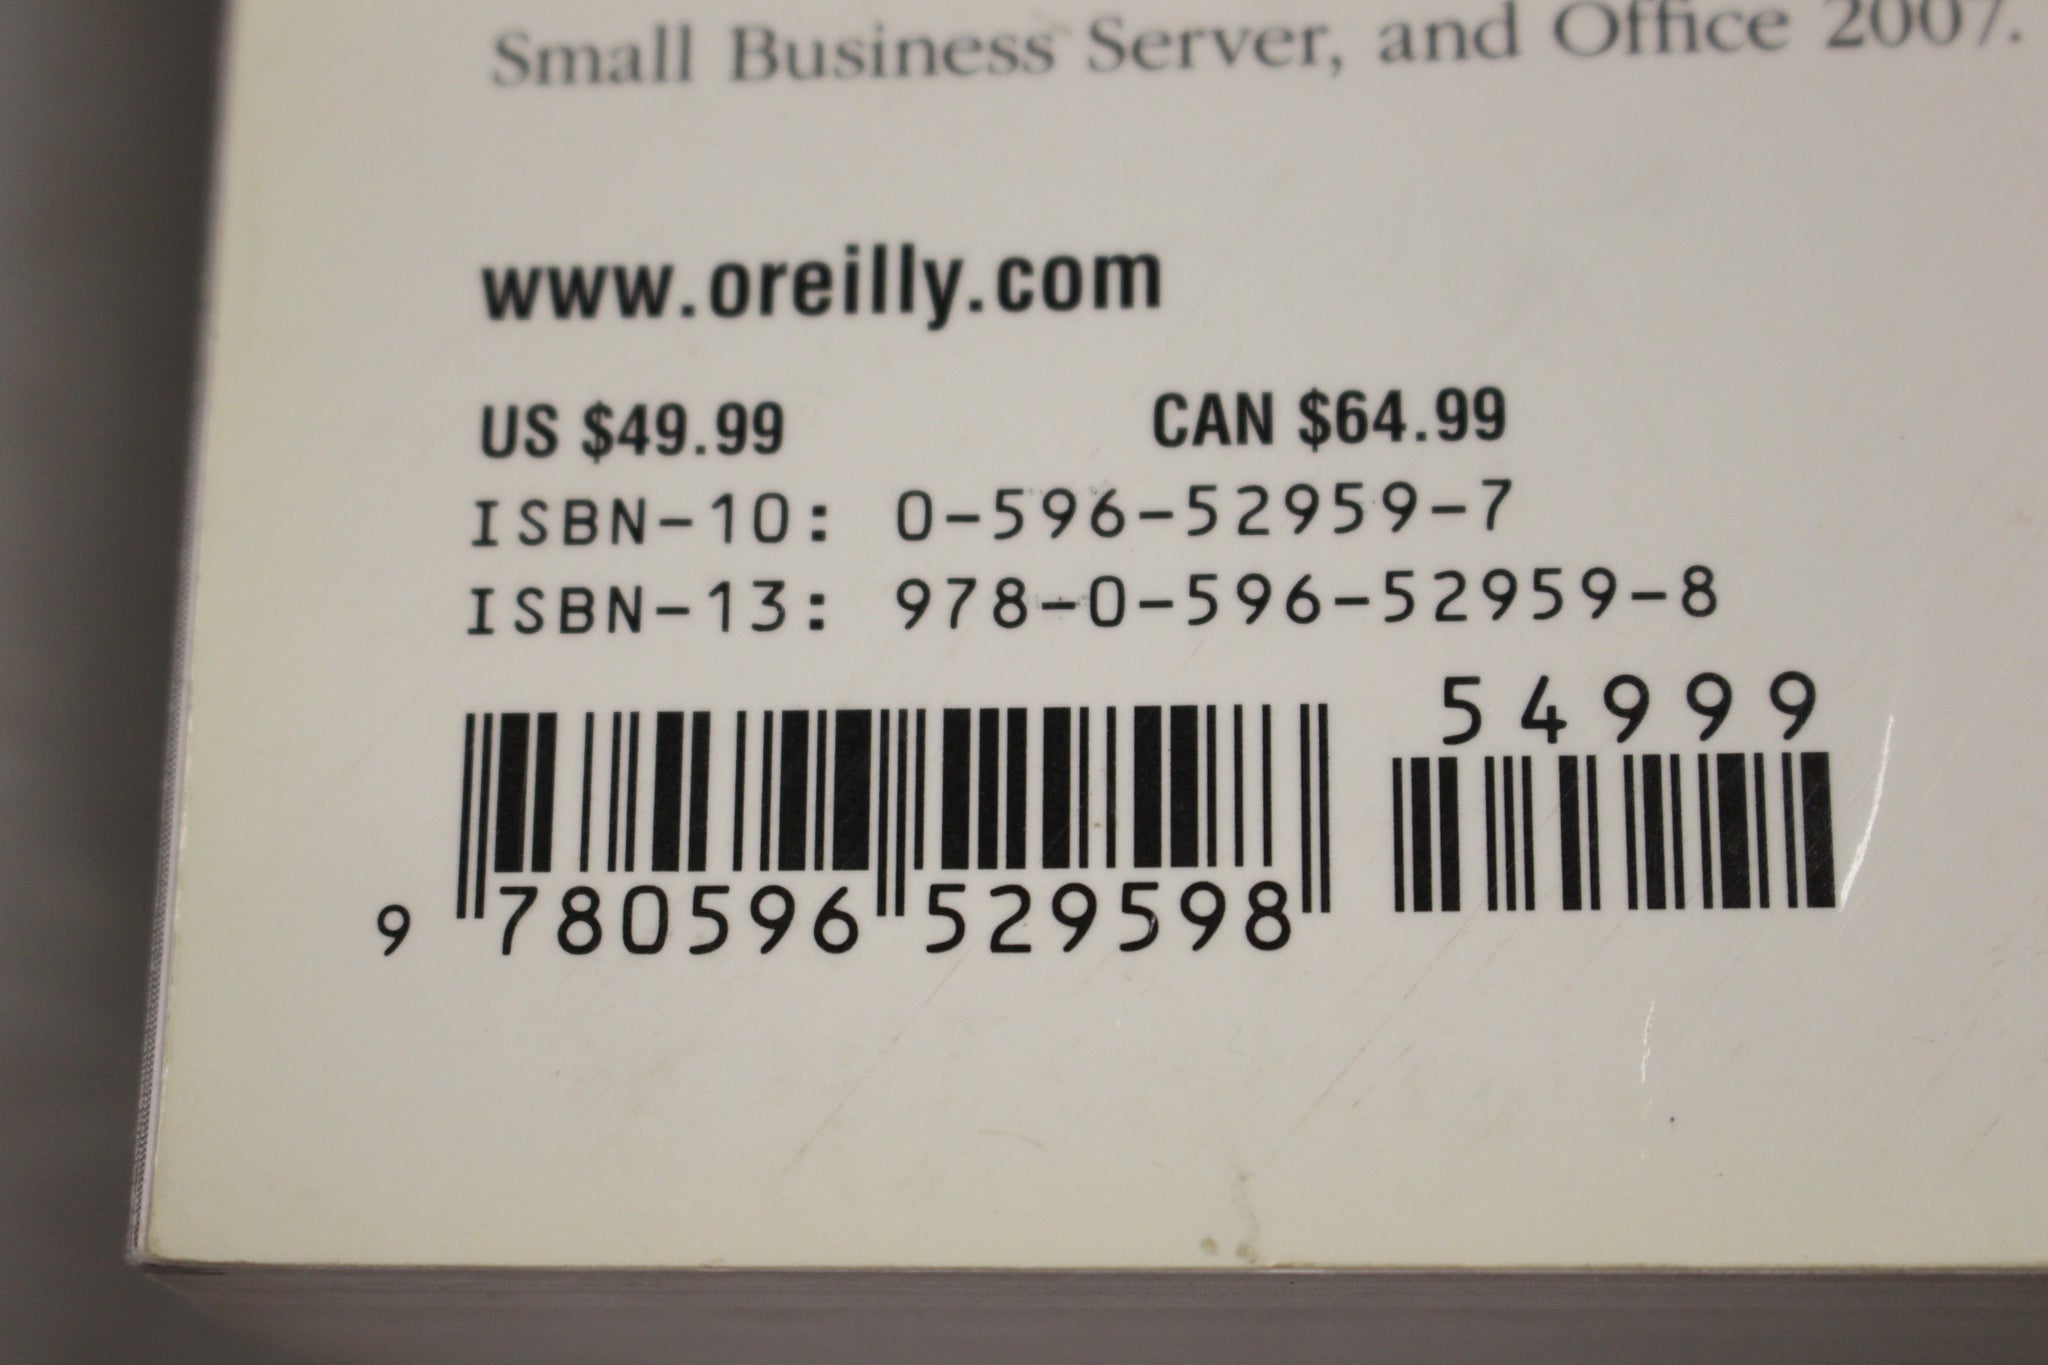 Small Business Server, and Office 2007.
www.oreilly.com
US $49.99 CAN $64.99
ISBN-10: 0-596-52959-7
ISBN-13: 978-0-596-52959-8
54999
9 780596 529598